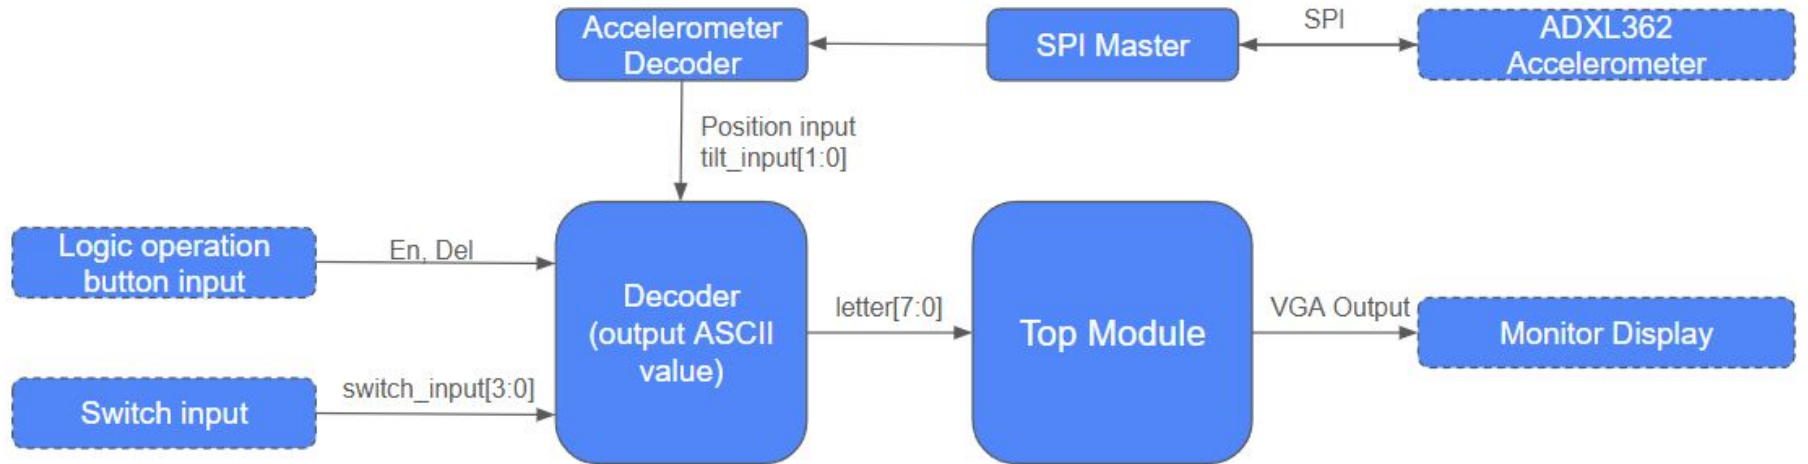 Accelerometer
Decoder
SPI Master
SPI
ADXL362
Accelerometer
Position input
tilt_input[1:0]
Logic operation
button input
En, Del
Switch input
switch_input[3:0]
Decoder
(output ASCII
value)
letter[7:0]
Top Module
VGA Output
Monitor Display